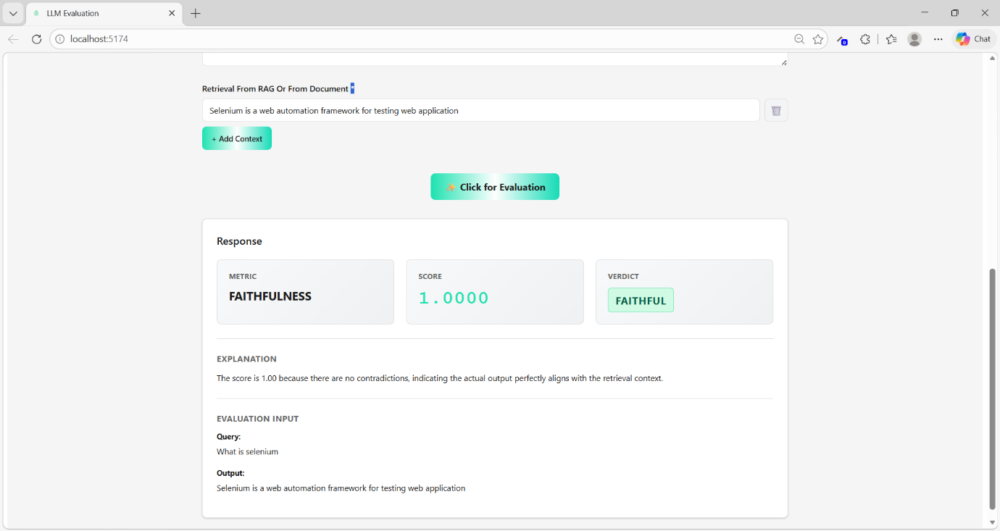 LLM Evaluation
localhost:5174
0
Chat
Retrieval From RAG Or From Document *
Selenium is a web automation framework for testing web application
+ Add Context
✨ Click for Evaluation
Response
METRIC
SCORE
VERDICT
FAITHFULNESS
1.0000
FAITHFUL
EXPLANATION
The score is 1.00 because there are no contradictions, indicating the actual output perfectly aligns with the retrieval context.
EVALUATION INPUT
Query:
What is selenium
Output:
Selenium is a web automation framework for testing web application